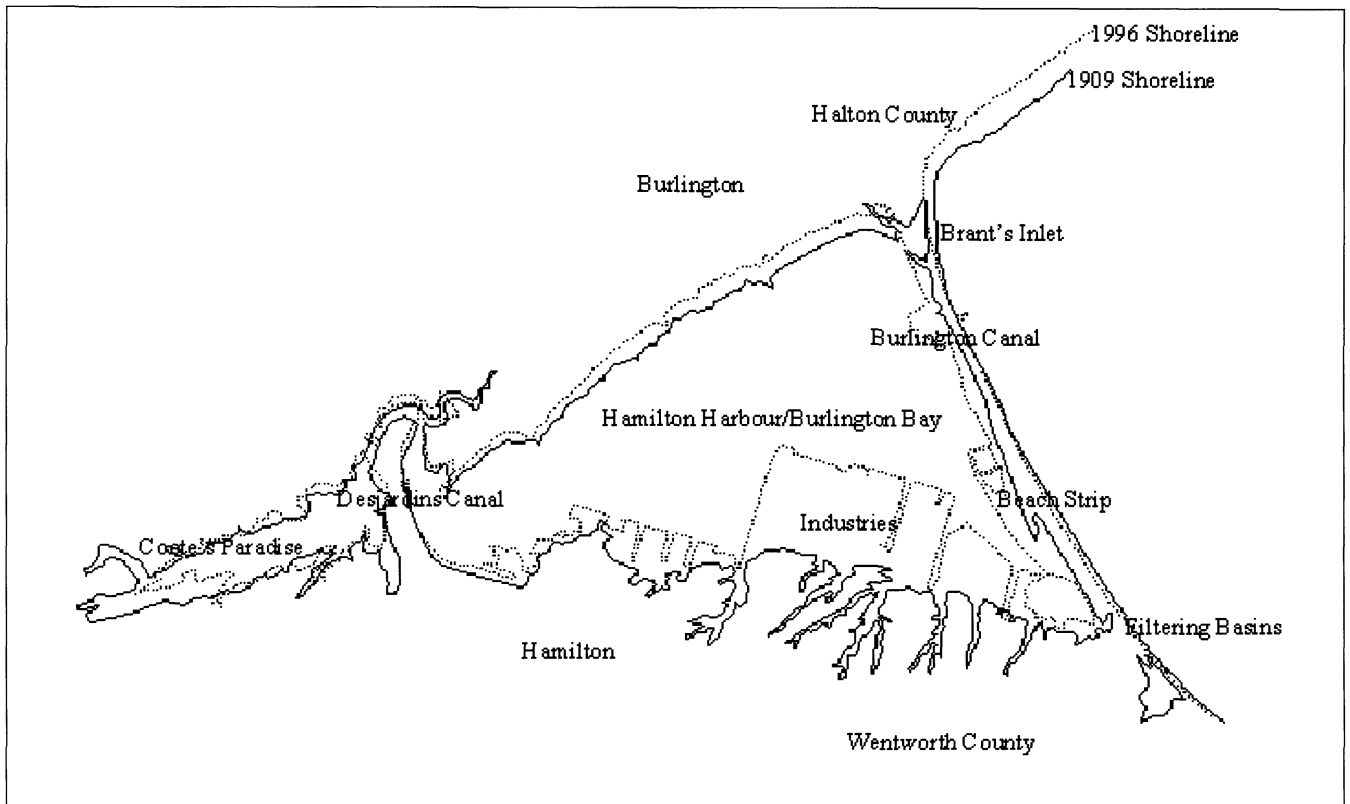 1996 Shoreline
1909 Shoreline
Halton County
Burlington
Brant's Inlet
Burlington Canal
Hamilton Harbour/Burlington Bay
Desjardins Canal
Beach Strip
Industries
Coote's Paradise
Filtering Basins
Hamilton
Wentworth County